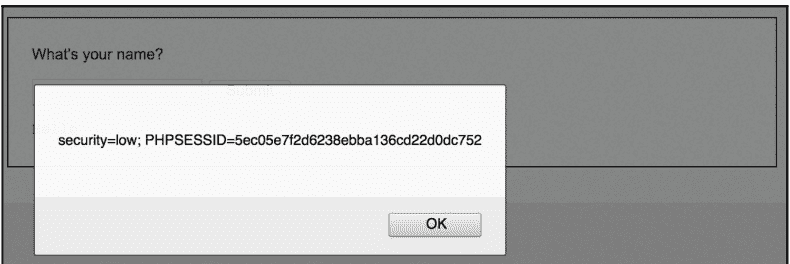 What's your name?
Submit
security=low; PHPSESSID=5ec05e7f2d6238ebba136cd22d0dc752
OK